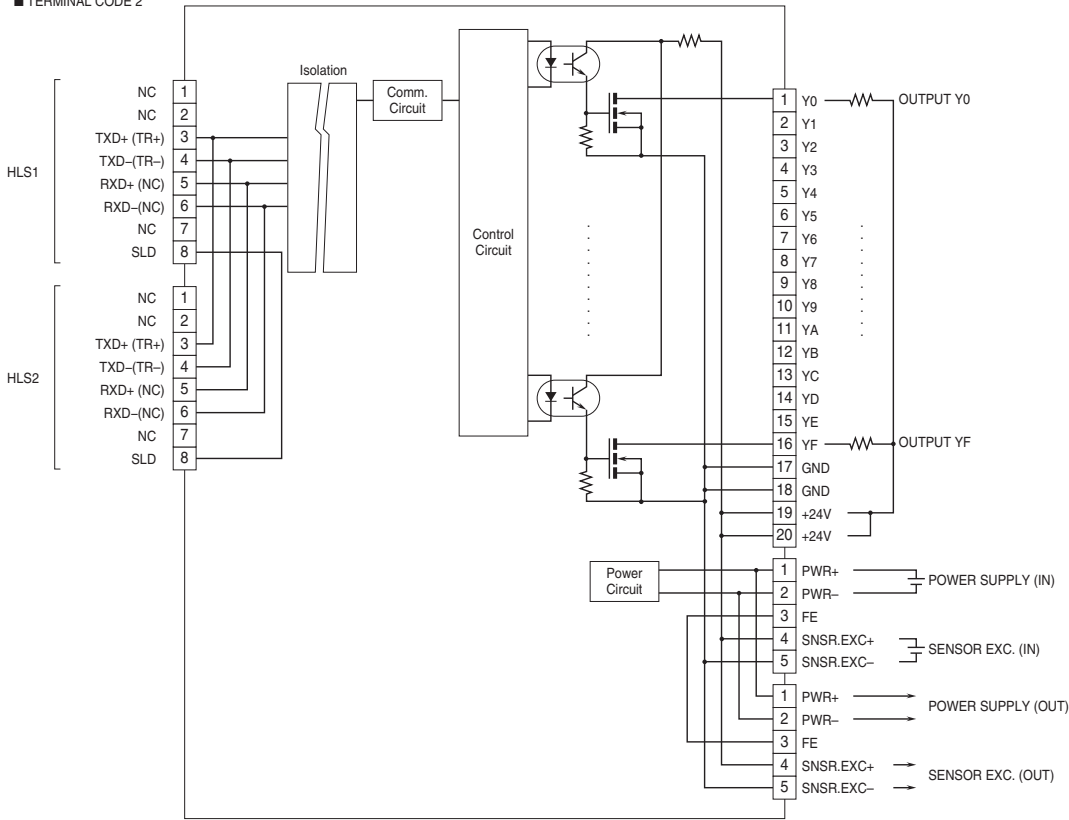 ■ TERMINAL CODE 2
HLS1
NC 1
NC 2
TXD+ (TR+) 3
TXD–(TR–) 4
RXD+ (NC) 5
RXD–(NC) 6
NC 7
SLD 8
HLS2
NC 1
NC 2
TXD+ (TR+) 3
TXD–(TR–) 4
RXD+ (NC) 5
RXD–(NC) 6
NC 7
SLD 8
Isolation
Comm.
Circuit
Control
Circuit
Power
Circuit
1 Y0 OUTPUT Y0
2 Y1
3 Y2
4 Y3
5 Y4
6 Y5
7 Y6
8 Y7
9 Y8
10 Y9
11 YA
12 YB
13 YC
14 YD
15 YE
16 YF OUTPUT YF
17 GND
18 GND
19 +24V
20 +24V
1 PWR+
2 PWR–
POWER SUPPLY (IN)
3 FE
4 SNSR.EXC+
5 SNSR.EXC–
SENSOR EXC. (IN)
1 PWR+
2 PWR–
POWER SUPPLY (OUT)
3 FE
4 SNSR.EXC+
5 SNSR.EXC–
SENSOR EXC. (OUT)